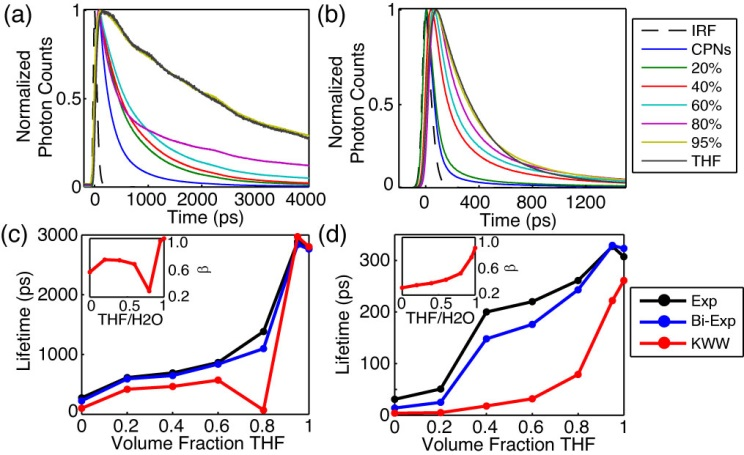 (a)
Normalized
Photon Counts
1
0.5
0
0
1000
2000
3000
4000
Time (ps)
(b)
Normalized
Photon Counts
1
0.5
0
0
400
800
1200
Time (ps)
IRF
CPNs
20%
40%
60%
80%
95%
THF
(c)
Lifetime (ps)
3000
2000
1000
0
0
0.2
0.4
0.6
0.8
1
Volume Fraction THF
1.0
0.6
0.2
β
0
0.5
1
THF/H2O
(d)
Lifetime (ps)
300
200
100
0
0
0.2
0.4
0.6
0.8
1
Volume Fraction THF
1.0
0.6
0.2
β
0
0.5
1
THF/H2O
Exp
Bi-Exp
KWW